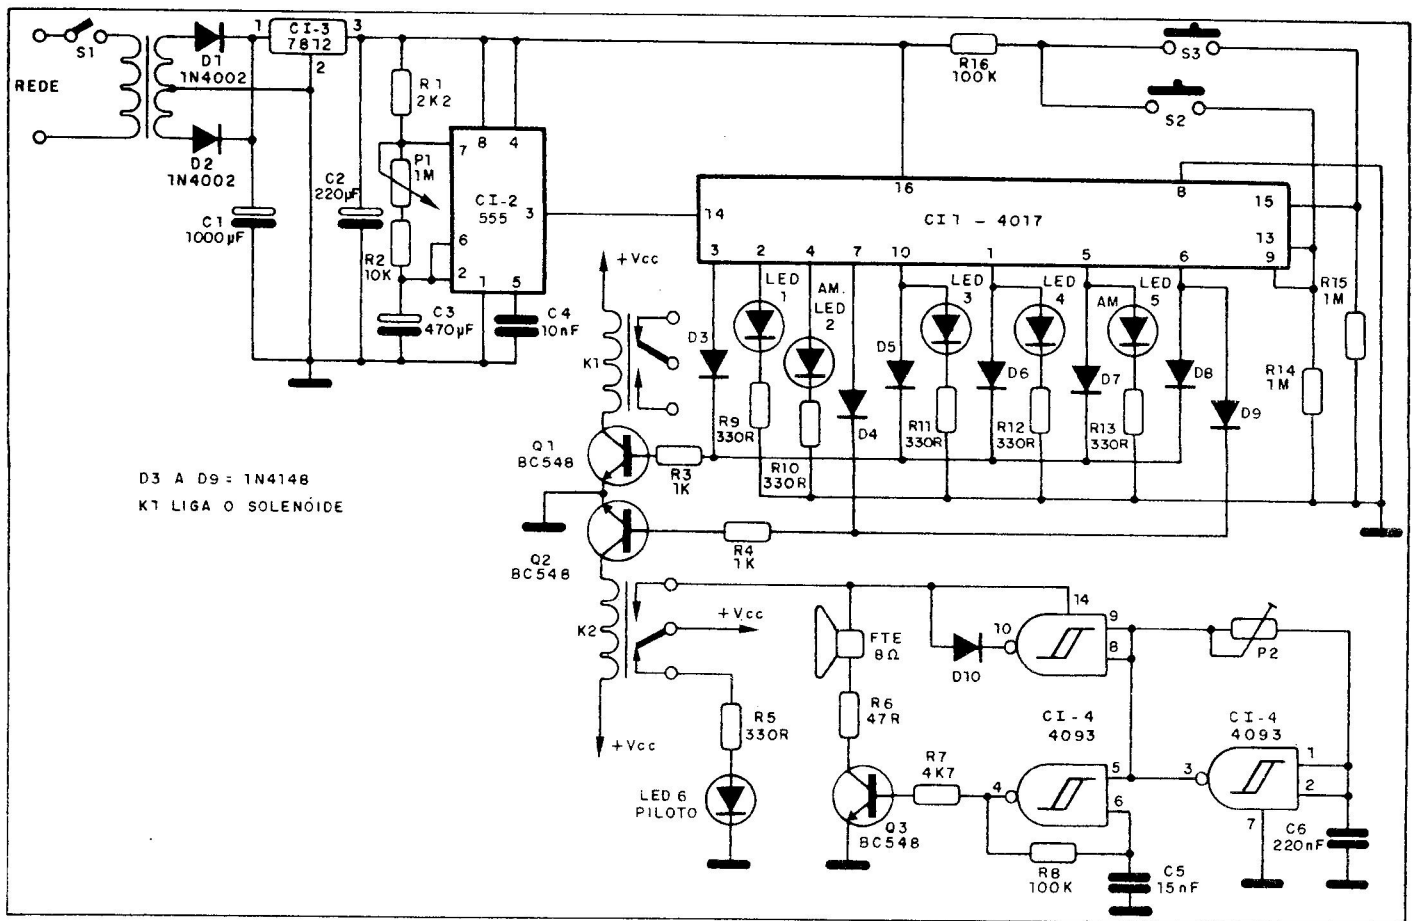 S1
REDE
D1
1N4002
D2
1N4002
1
CI-3
7812
3
2
C1
1000µF
C2
220µF
R1
2K2
P1
1M
R2
10K
C3
470µF
7
8
4
CI-2
555
3
6
2
1
5
C4
10nF
R16
100K
S3
S2
16
8
14
CI1 - 4017
15
13
9
3
2
4
7
10
1
5
6
+Vcc
K1
D3
LED
1
AM.
LED
2
D4
D5
LED
3
D6
LED
4
D7
AM
LED
5
D8
D9
R9
330R
R10
330R
R11
330R
R12
330R
R13
330R
R14
1M
R15
1M
Q1
BC548
R3
1K
D3 A D9 = 1N4148
K1 LIGA O SOLENÓIDE
Q2
BC548
R4
1K
K2
+Vcc
+Vcc
R5
330R
LED 6
PILOTO
FTE
8Ω
R6
47R
D10
10
14
9
8
P2
CI-4
4093
CI-4
4093
R7
4K7
Q3
BC548
4
5
6
3
1
2
7
R8
100K
C5
15nF
C6
220nF